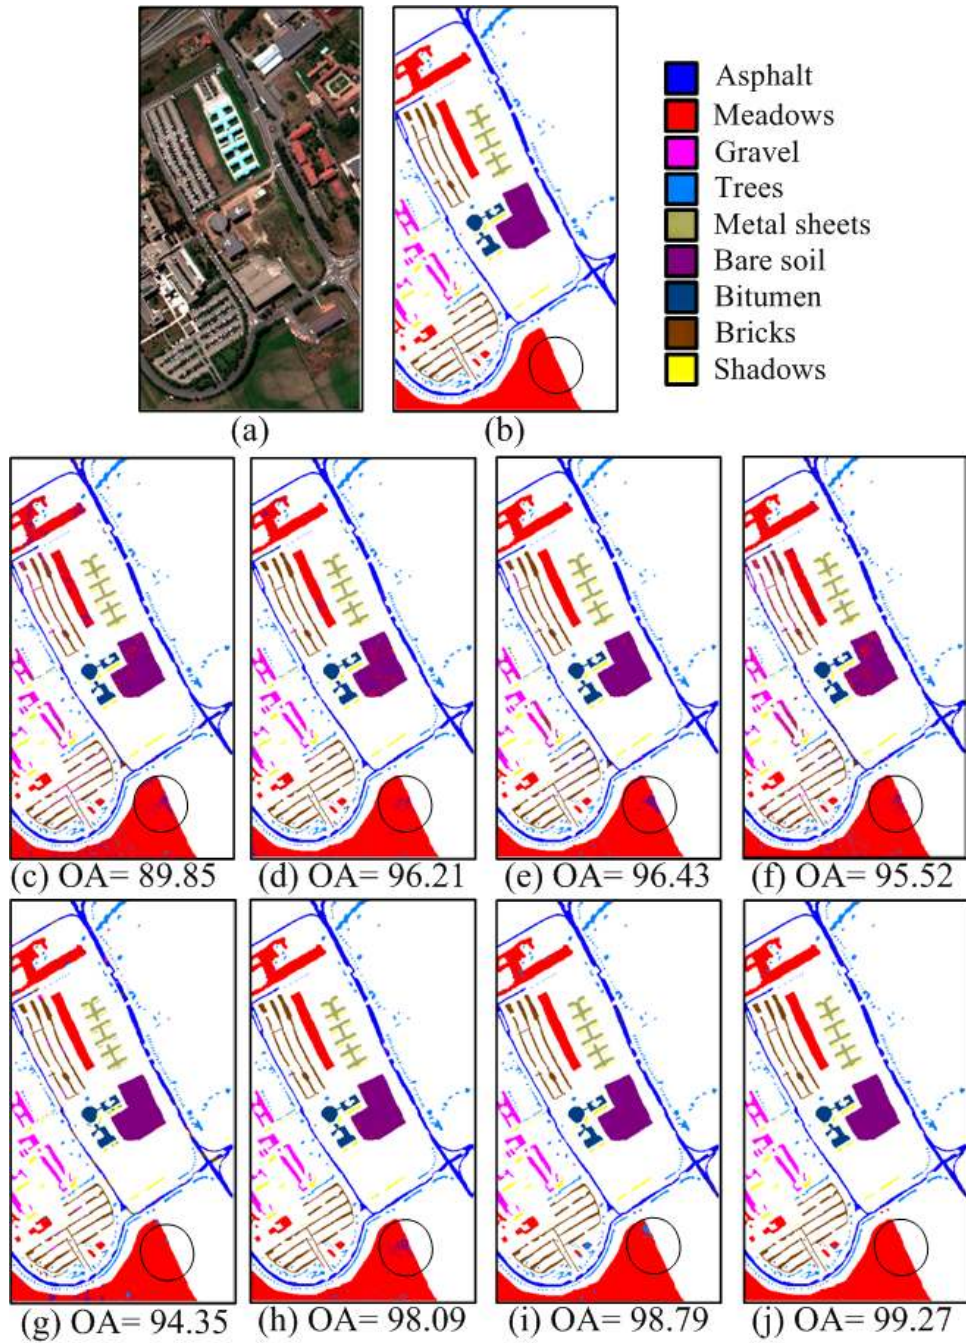 Asphalt
Meadows
Gravel
Trees
Metal sheets
Bare soil
Bitumen
Bricks
Shadows
(a)
(b)
(c) OA= 89.85
(d) OA= 96.21
(e) OA= 96.43
(f) OA= 95.52
(g) OA= 94.35
(h) OA= 98.09
(i) OA= 98.79
(j) OA= 99.27